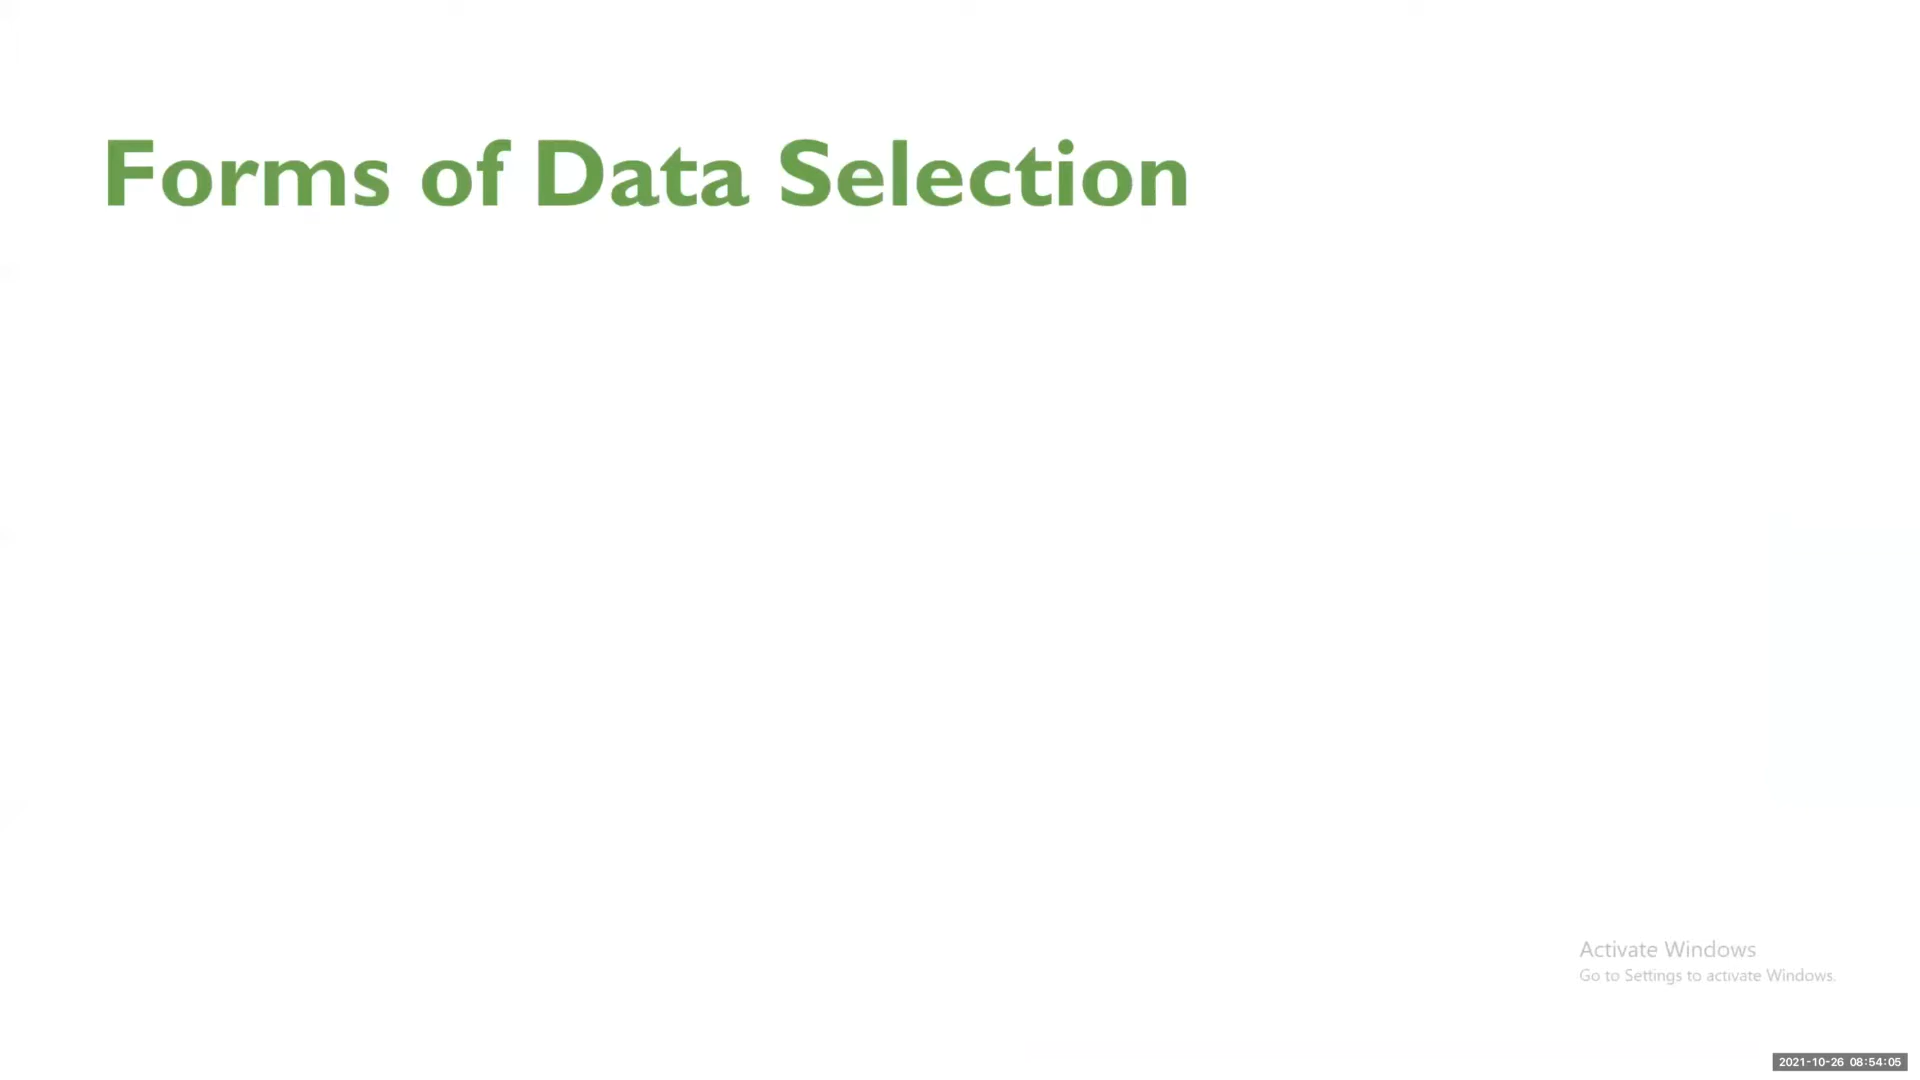 Forms of Data Selection
Activate Windows
Go to Settings to activate Windows.
2021-10-26 08:54:05